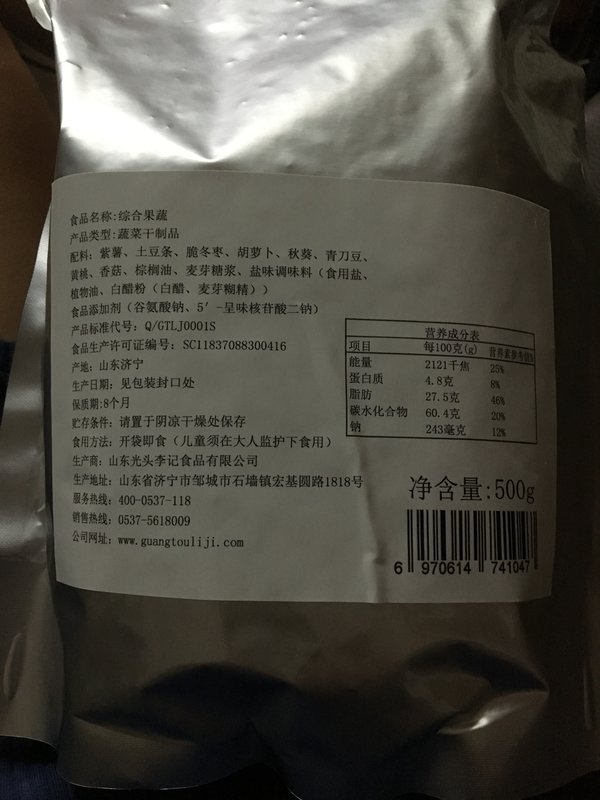 食品名称:综合果蔬
产品类型:蔬菜干制品
配料: 紫薯、土豆条、脆冬枣、胡萝卜、秋葵、青刀豆、
黄桃、香菇、棕榈油、麦芽糖浆、盐味调味料（食用盐、
植物油、白醋粉（白醋、麦芽糊精））
食品添加剂（谷氨酸钠、5′-呈味核苷酸二钠）
产品标准代号: Q/GTLJ0001S
食品生产许可证编号: SC11837088300416
产地: 山东济宁
生产日期: 见包装封口处
保质期:8个月
贮存条件: 请置于阴凉干燥处保存
食用方法: 开袋即食（儿童须在大人监护下食用）
生产商: 山东光头李记食品有限公司
生产地址: 山东省济宁市邹城市石墙镇宏基圆路1818号
服务热线: 400-0537-118
销售热线: 0537-5618009
公司网址: www.guangtouliji.com
营养成分表
项目 每100克(g) 营养素参考值%
能量 2121千焦 25%
蛋白质 4.8克 8%
脂肪 27.5克 46%
碳水化合物 60.4克 20%
钠 243毫克 12%
净含量:500g
6 970614 741047